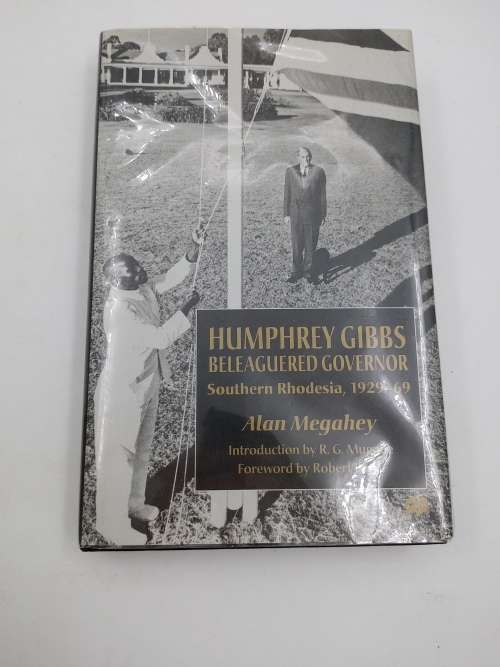 HUMPHREY GIBBS
BELEAGUERED GOVERNOR
Southern Rhodesia, 1929-69
Alan Megahey
Introduction by R. G.
Foreword by Robert